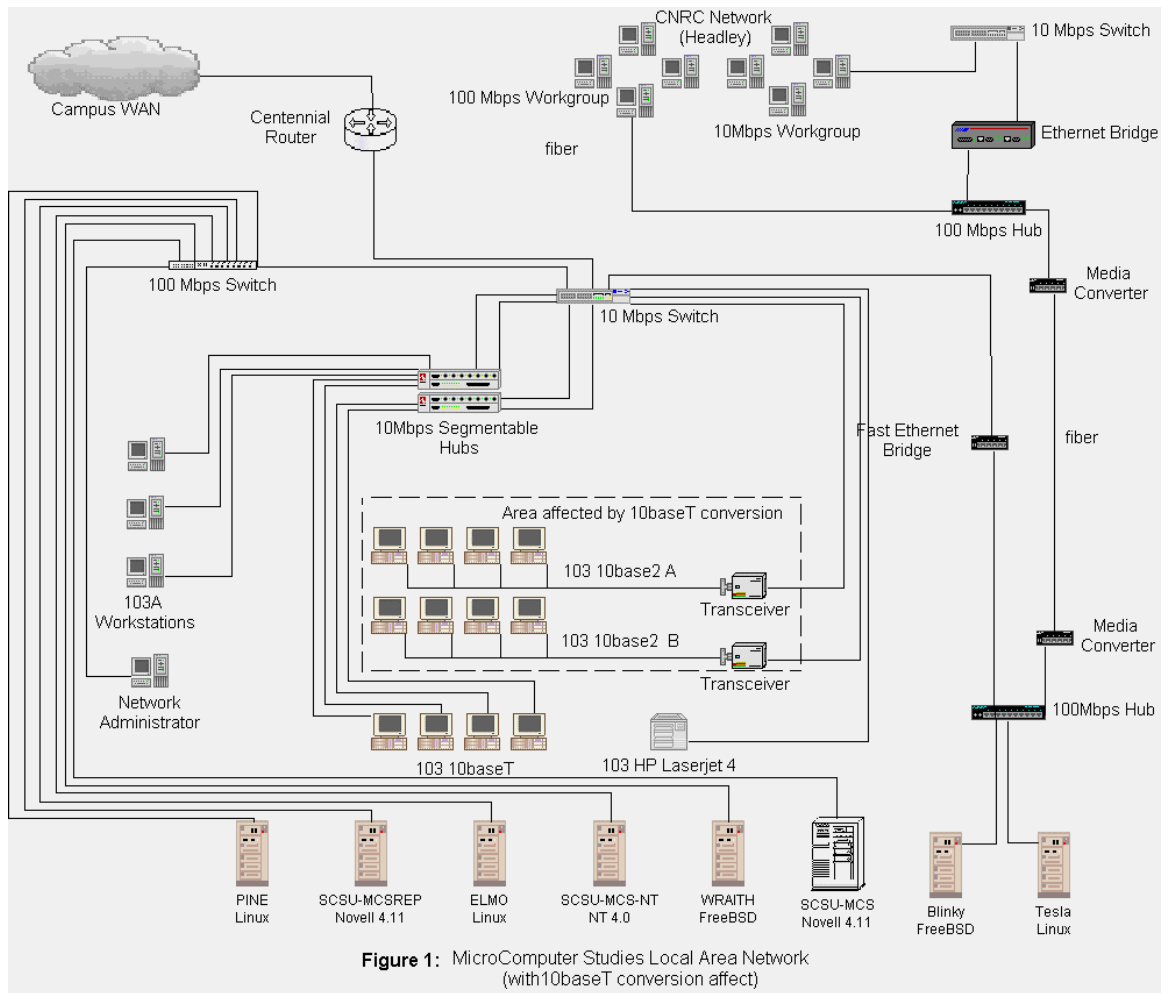 CNRC Network
(Headley)
10 Mbps Switch
Campus WAN
Centennial
Router
100 Mbps Workgroup
10Mbps Workgroup
Ethernet Bridge
fiber
100 Mbps Hub
100 Mbps Switch
Media
Converter
10 Mbps Switch
10Mbps Segmentable
Hubs
Fast Ethernet
Bridge
fiber
Area affected by 10baseT conversion
103 10base2 A
Transceiver
103A
Workstations
103 10base2 B
Media
Converter
Transceiver
Network
Administrator
100Mbps Hub
103 10baseT
103 HP Laserjet 4
PINE
Linux
SCSU-MCSREP
Novell 4.11
ELMO
Linux
SCSU-MCS-NT
NT 4.0
WRAITH
FreeBSD
SCSU-MCS
Novell 4.11
Blinky
FreeBSD
Tesla
Linux
Figure 1: MicroComputer Studies Local Area Network
(with10baseT conversion affect)